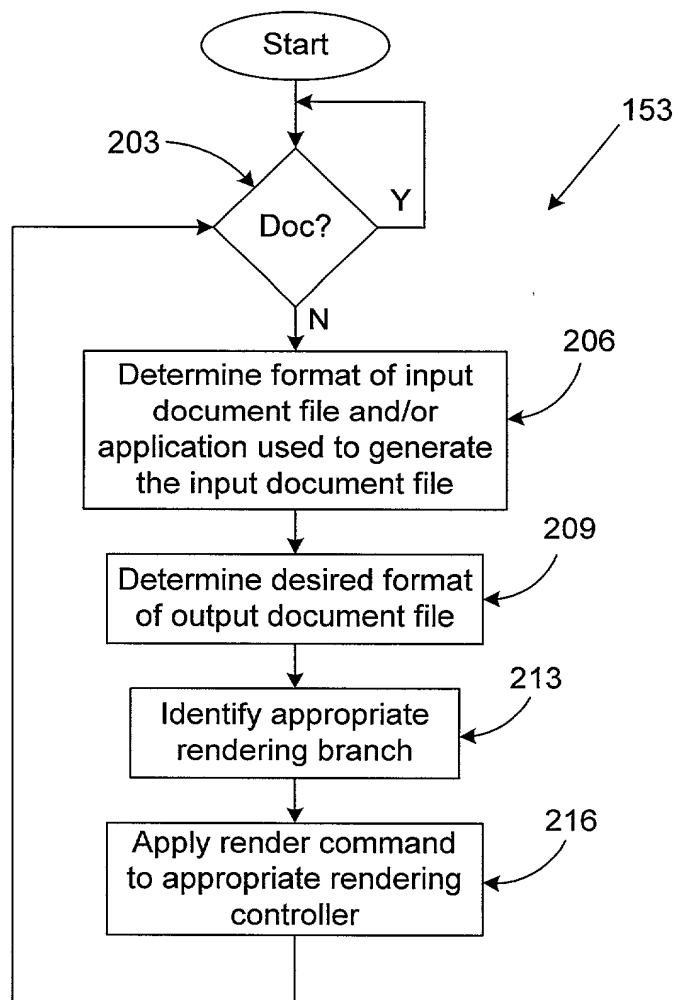 Start
153
203
Doc?
Y
N
206
Determine format of input
document file and/or
application used to generate
the input document file
209
Determine desired format
of output document file
213
Identify appropriate
rendering branch
216
Apply render command
to appropriate rendering
controller